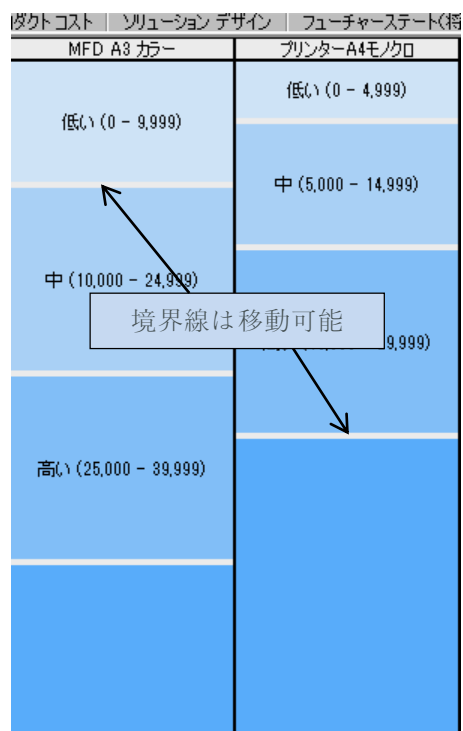 ダクト コスト
ソリューション デザイン
フューチャーステート(将
MFD A3 カラー
プリンターA4モノクロ
低い (0 - 9,999)
低い (0 - 4,999)
中 (5,000 - 14,999)
中 (10,000 - 24,999)
境界線は移動可能
9,999)
高い (25,000 - 39,999)